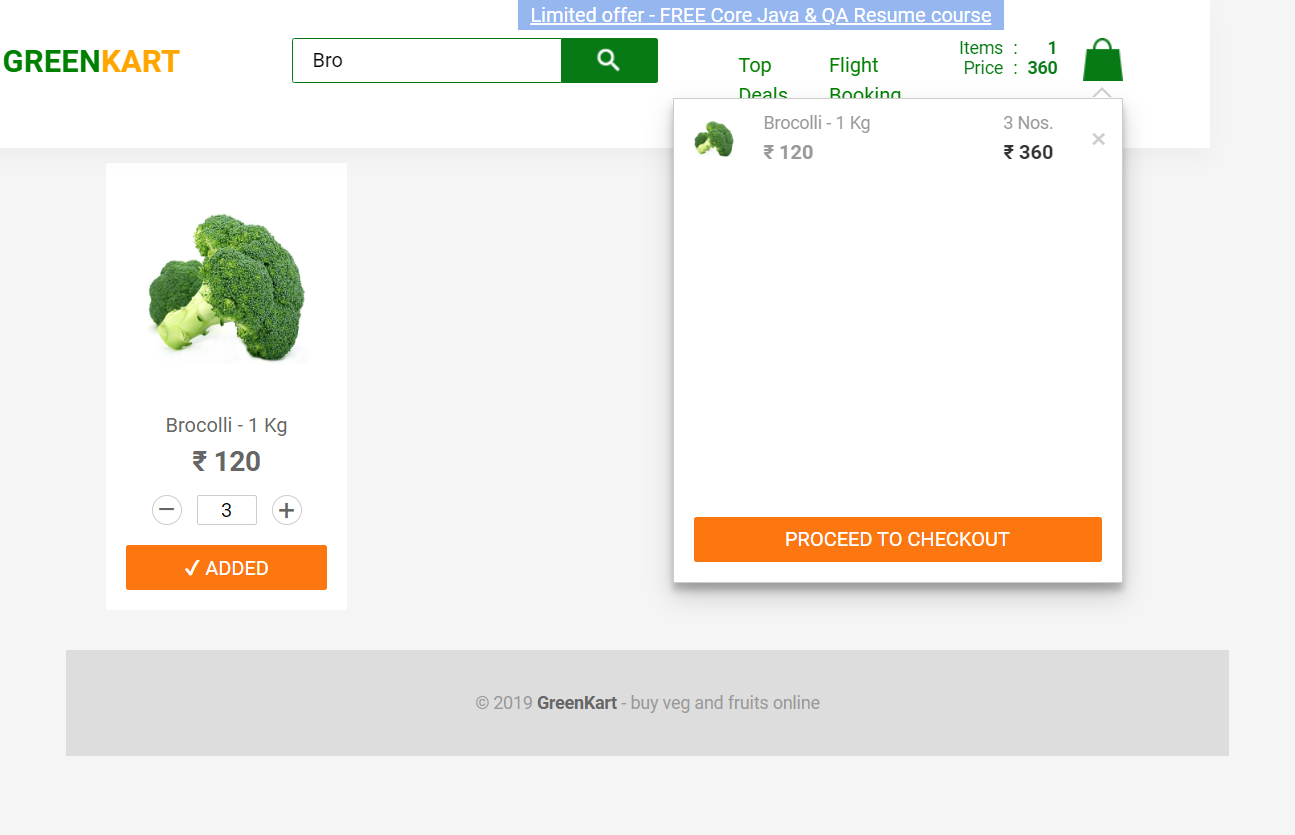 Limited offer - FREE Core Java & QA Resume course
GREENKART
Bro
Top
Deals
Flight
Booking
Items : 1
Price : 360
Brocolli - 1 Kg
₹ 120
3 Nos.
₹ 360
×
PROCEED TO CHECKOUT
Brocolli - 1 Kg
₹ 120
− 3 +
✓ ADDED
© 2019 GreenKart - buy veg and fruits online